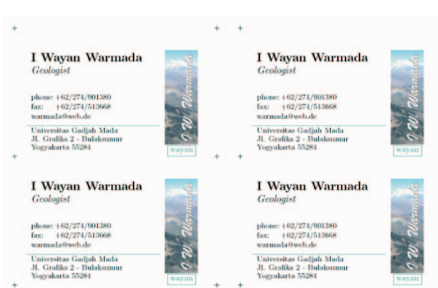 I Wayan Warmada
Geologist
phone: +62/274/901380
fax: +62/274/513668
warmada@web.de
Universitas Gadjah Mada
Jl. Grafika 2 - Bulaksumur
Yogyakarta 55284
I W. Warmada
wayan
I Wayan Warmada
Geologist
phone: +62/274/901380
fax: +62/274/513668
warmada@web.de
Universitas Gadjah Mada
Jl. Grafika 2 - Bulaksumur
Yogyakarta 55284
I W. Warmada
wayan
I Wayan Warmada
Geologist
phone: +62/274/901380
fax: +62/274/513668
warmada@web.de
Universitas Gadjah Mada
Jl. Grafika 2 - Bulaksumur
Yogyakarta 55284
I W. Warmada
wayan
I Wayan Warmada
Geologist
phone: +62/274/901380
fax: +62/274/513668
warmada@web.de
Universitas Gadjah Mada
Jl. Grafika 2 - Bulaksumur
Yogyakarta 55284
I W. Warmada
wayan